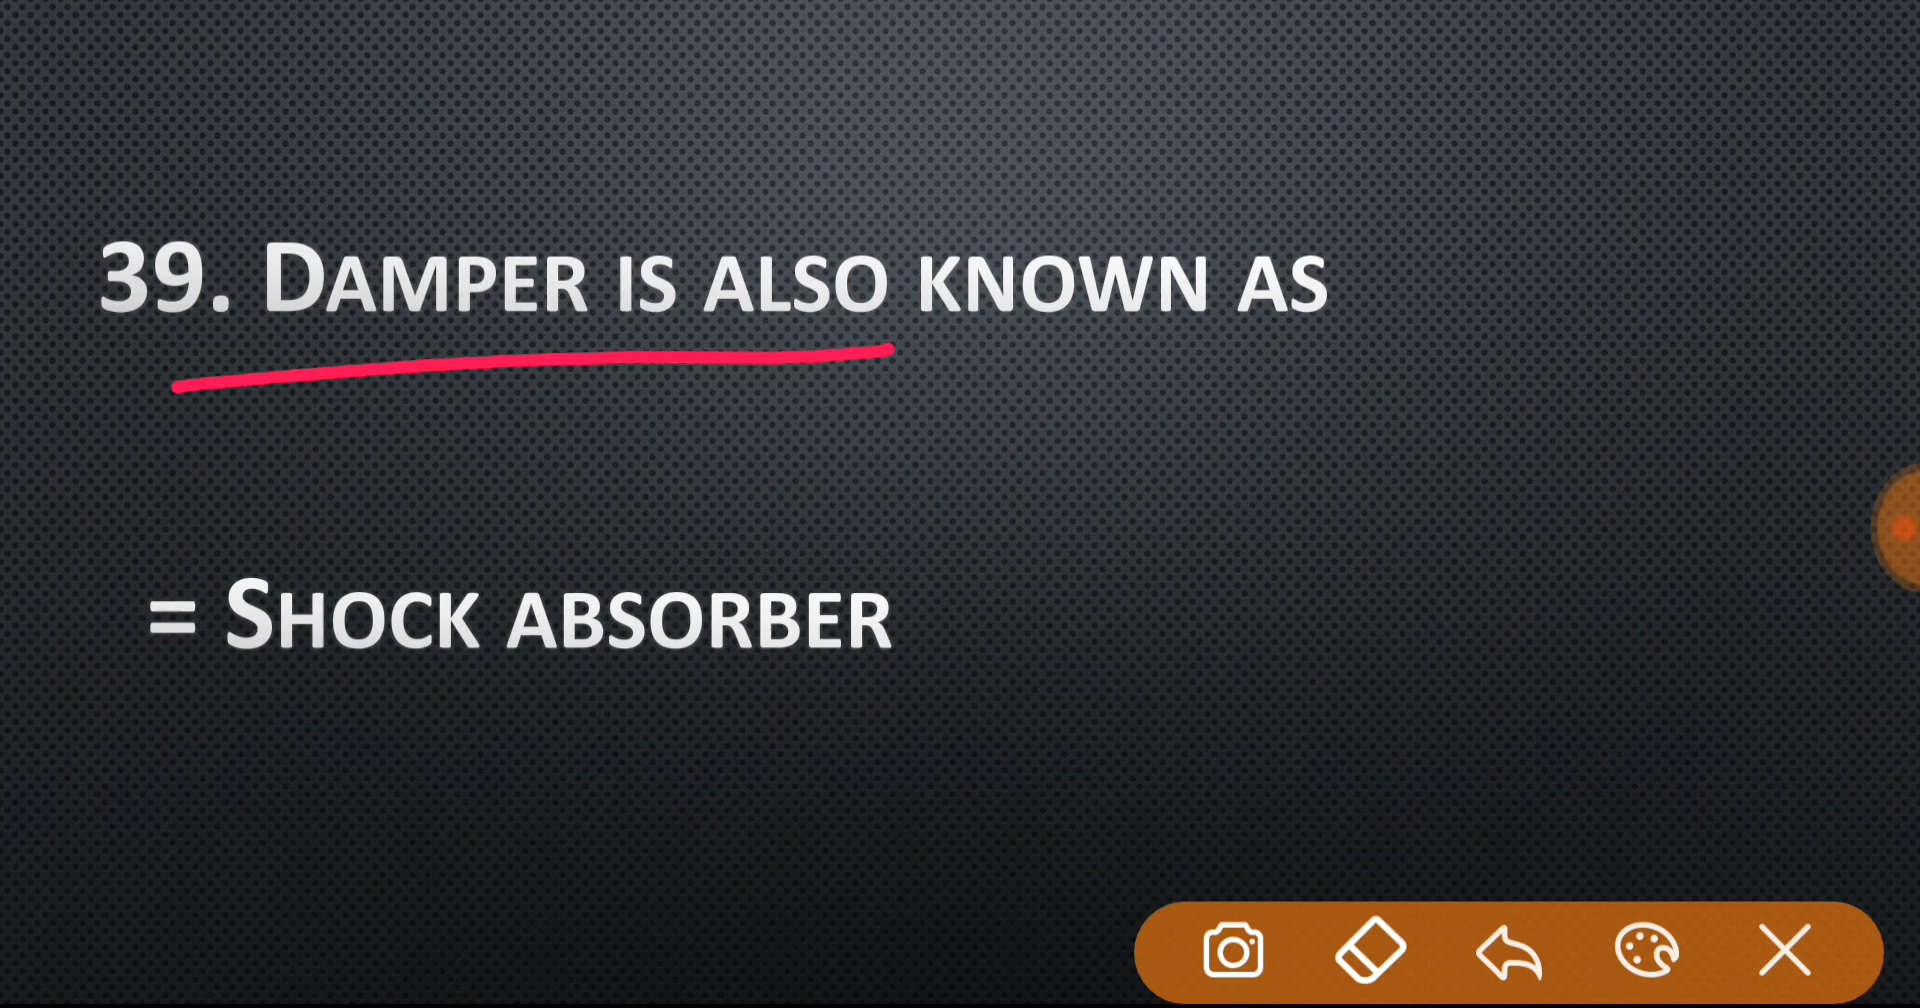 39. Damper is also known as
= Shock absorber